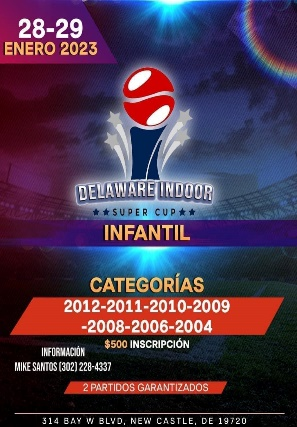 28-29
ENERO 2023
DELAWARE INDOOR
SUPER CUP
INFANTIL
CATEGORÍAS
2012-2011-2010-2009
-2008-2006-2004
$500 INSCRIPCIÓN
INFORMACIÓN
MIKE SANTOS (302) 228-4337
2 PARTIDOS GARANTIZADOS
314 BAY W BLVD, NEW CASTLE, DE 19720